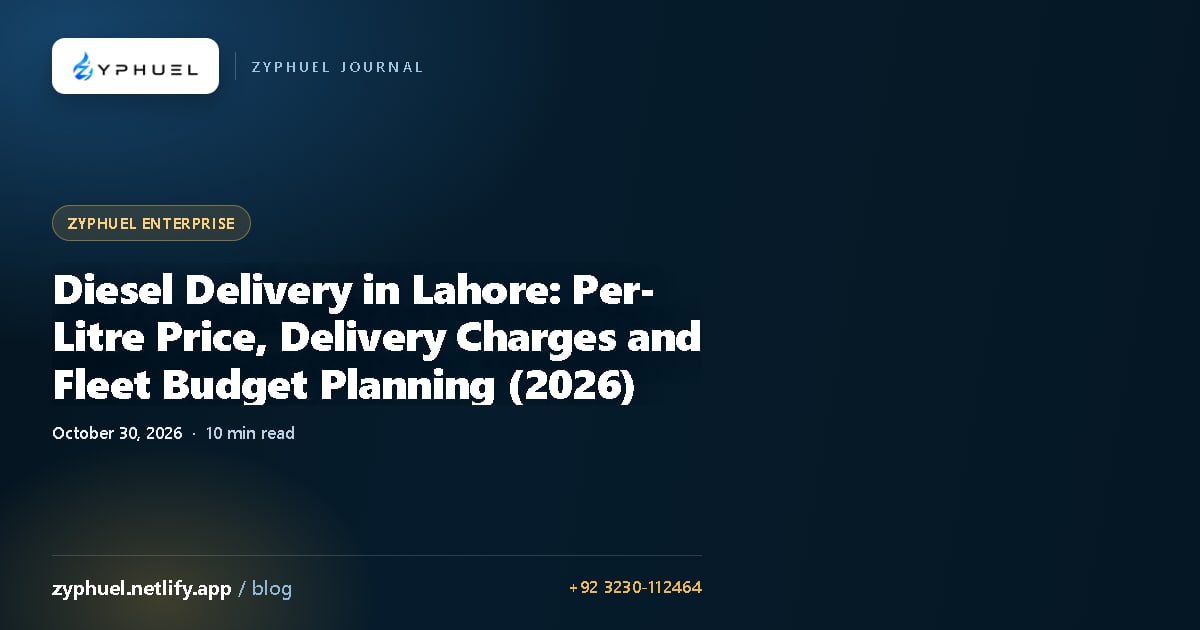 ZYPHUEL
ZYPHUEL JOURNAL
ZYPHUEL ENTERPRISE
Diesel Delivery in Lahore: Per-
Litre Price, Delivery Charges and
Fleet Budget Planning (2026)
October 30, 2026 · 10 min read
zyphuel.netlify.app / blog
+92 3230-112464